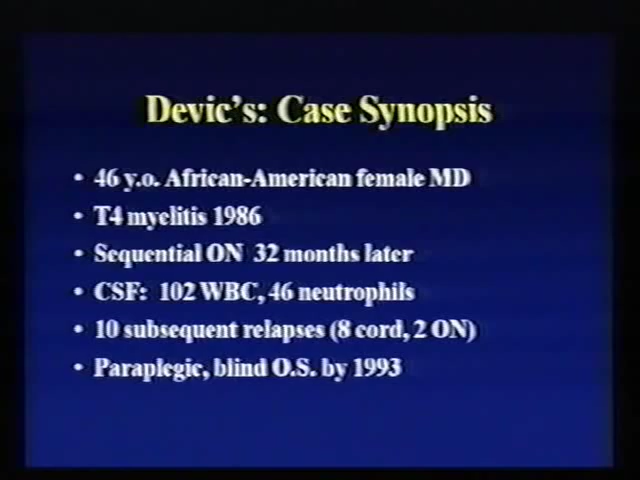 Devic's: Case Synopsis
• 46 y.o. African-American female MD
• T4 myelitis 1986
• Sequential ON 32 months later
• CSF: 102 WBC, 46 neutrophils
• 10 subsequent relapses (8 cord, 2 ON)
• Paraplegic, blind O.S. by 1993